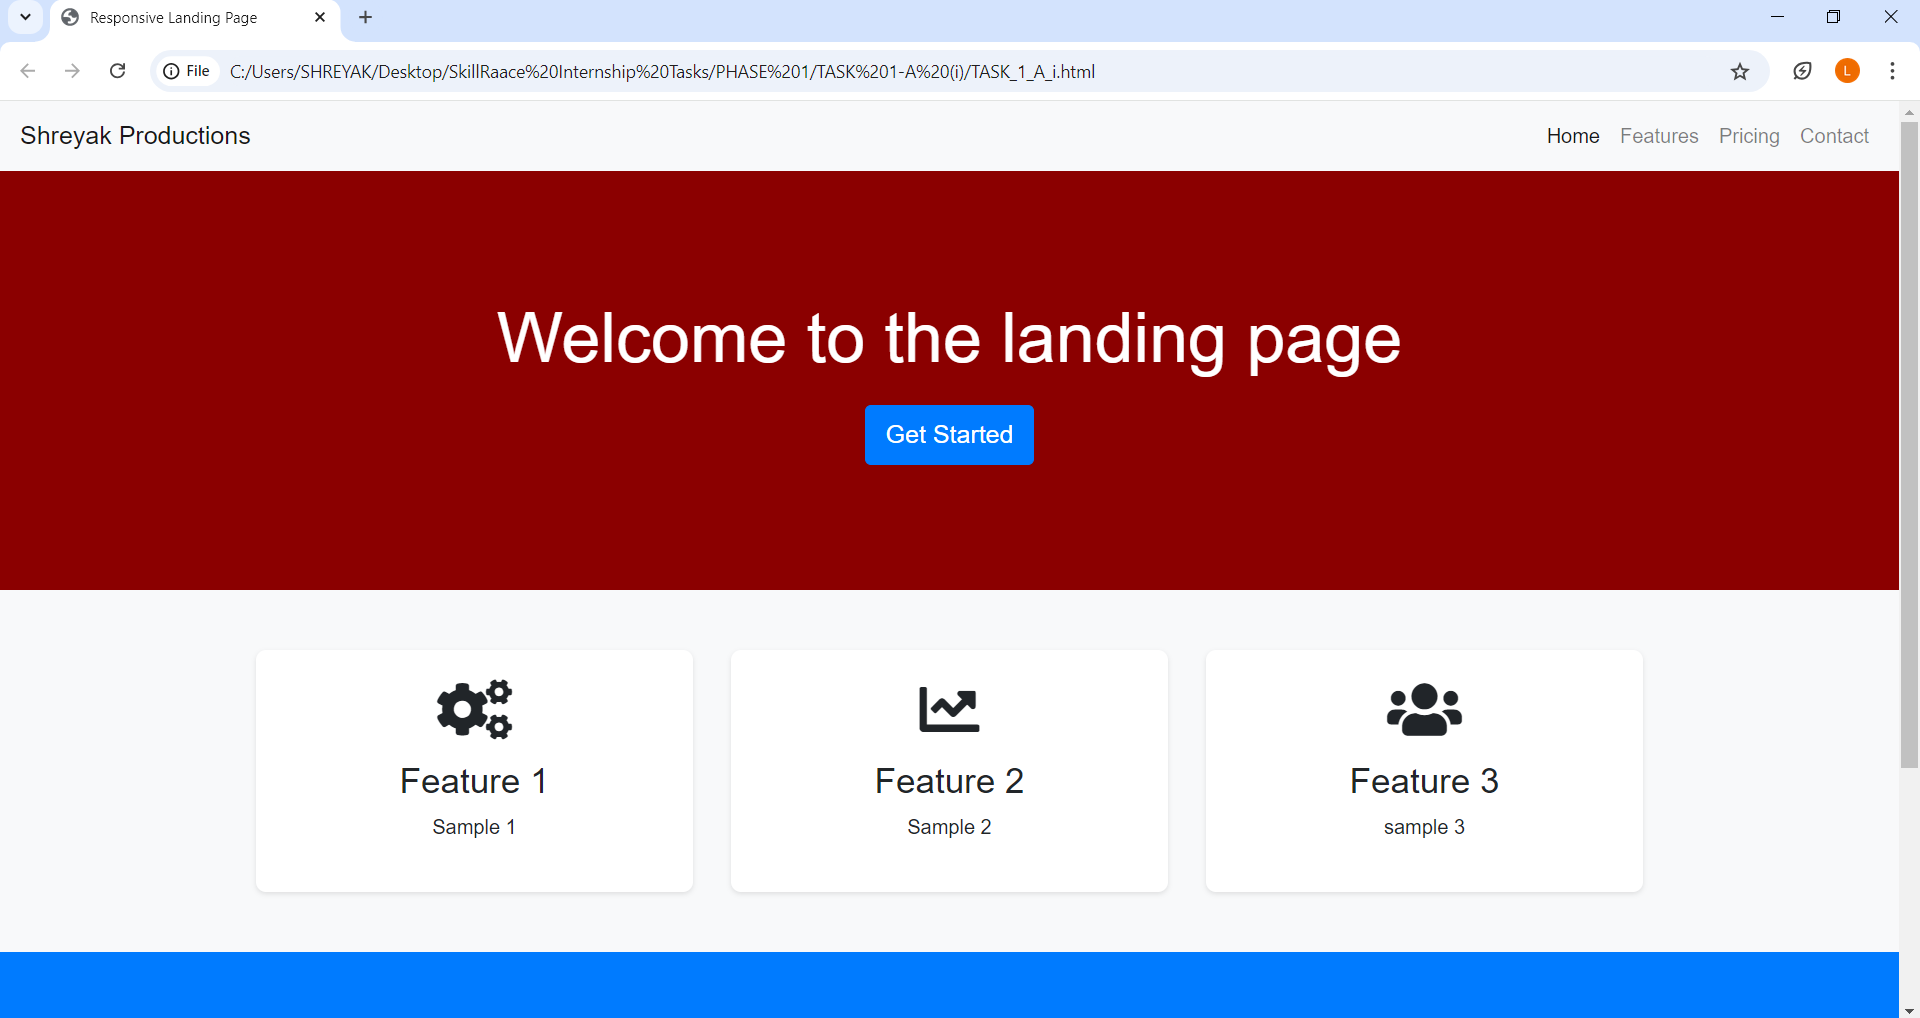 Responsive Landing Page
File C:/Users/SHREYAK/Desktop/SkillRaace%20Internship%20Tasks/PHASE%201/TASK%201-A%20(i)/TASK_1_A_i.html
L
Shreyak Productions Home Features Pricing Contact
Welcome to the landing page
Get Started
Feature 1
Sample 1
Feature 2
Sample 2
Feature 3
sample 3